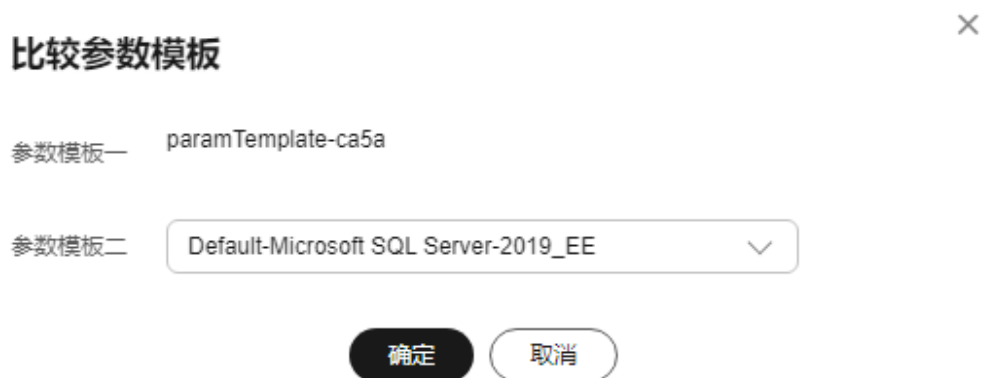 比较参数模板
参数模板一 paramTemplate-ca5a
参数模板二 Default-Microsoft SQL Server-2019_EE
确定 取消